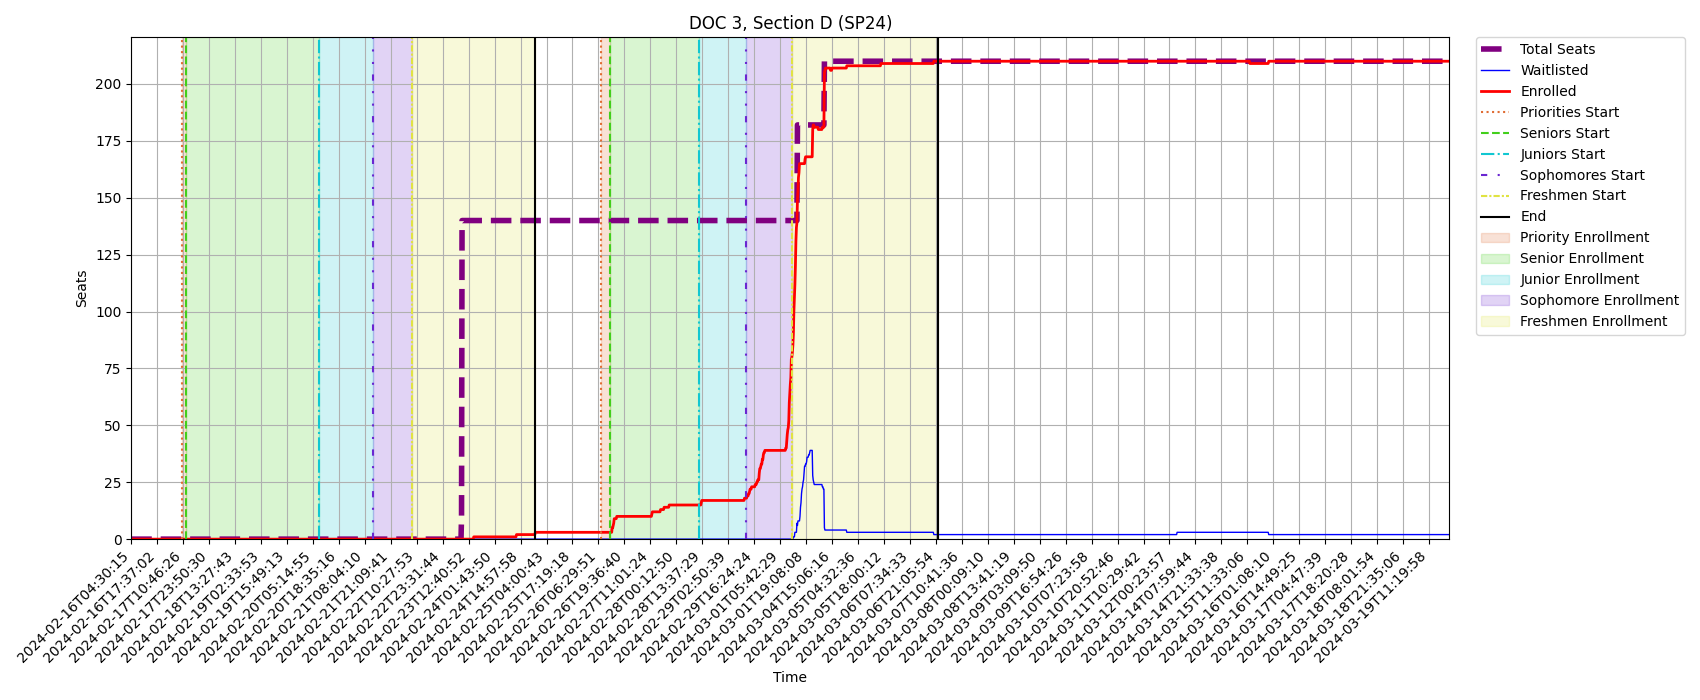 DOC 3, Section D (SP24)
Seats
200
175
150
125
100
75
50
25
0
2024-02-16T04:30:15
2024-02-16T17:37:02
2024-02-17T10:46:26
2024-02-17T23:50:30
2024-02-18T13:27:43
2024-02-19T02:33:53
2024-02-19T15:49:13
2024-02-20T05:14:55
2024-02-20T18:35:16
2024-02-21T08:04:10
2024-02-21T21:09:41
2024-02-22T10:27:53
2024-02-22T23:31:44
2024-02-23T12:40:52
2024-02-24T01:43:50
2024-02-24T14:57:58
2024-02-25T04:00:43
2024-02-25T17:19:18
2024-02-26T06:29:51
2024-02-26T19:36:40
2024-02-27T11:01:24
2024-02-28T00:12:50
2024-02-28T13:37:29
2024-02-29T02:50:39
2024-02-29T16:24:24
2024-03-01T05:42:29
2024-03-01T19:08:08
2024-03-04T15:06:16
2024-03-05T04:32:36
2024-03-05T18:00:12
2024-03-06T07:34:33
2024-03-06T21:05:54
2024-03-07T10:41:36
2024-03-08T00:09:10
2024-03-08T13:41:19
2024-03-09T03:09:50
2024-03-09T16:54:26
2024-03-10T07:23:58
2024-03-10T20:52:46
2024-03-11T10:29:42
2024-03-12T00:23:57
2024-03-14T07:59:44
2024-03-14T21:33:38
2024-03-15T11:33:06
2024-03-16T01:08:10
2024-03-16T14:49:25
2024-03-17T04:47:39
2024-03-17T18:20:28
2024-03-18T08:01:54
2024-03-18T21:35:06
2024-03-19T11:19:58
Time
Total Seats
Waitlisted
Enrolled
Priorities Start
Seniors Start
Juniors Start
Sophomores Start
Freshmen Start
End
Priority Enrollment
Senior Enrollment
Junior Enrollment
Sophomore Enrollment
Freshmen Enrollment